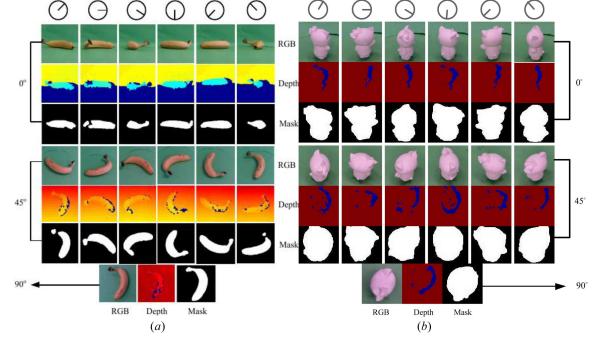 RGB
0°
Depth
Mask
RGB
45°
Depth
Mask
90°
RGB Depth Mask
(a)
RGB
Depth
0°
Mask
RGB
Depth
45°
Mask
90°
RGB Depth Mask
(b)